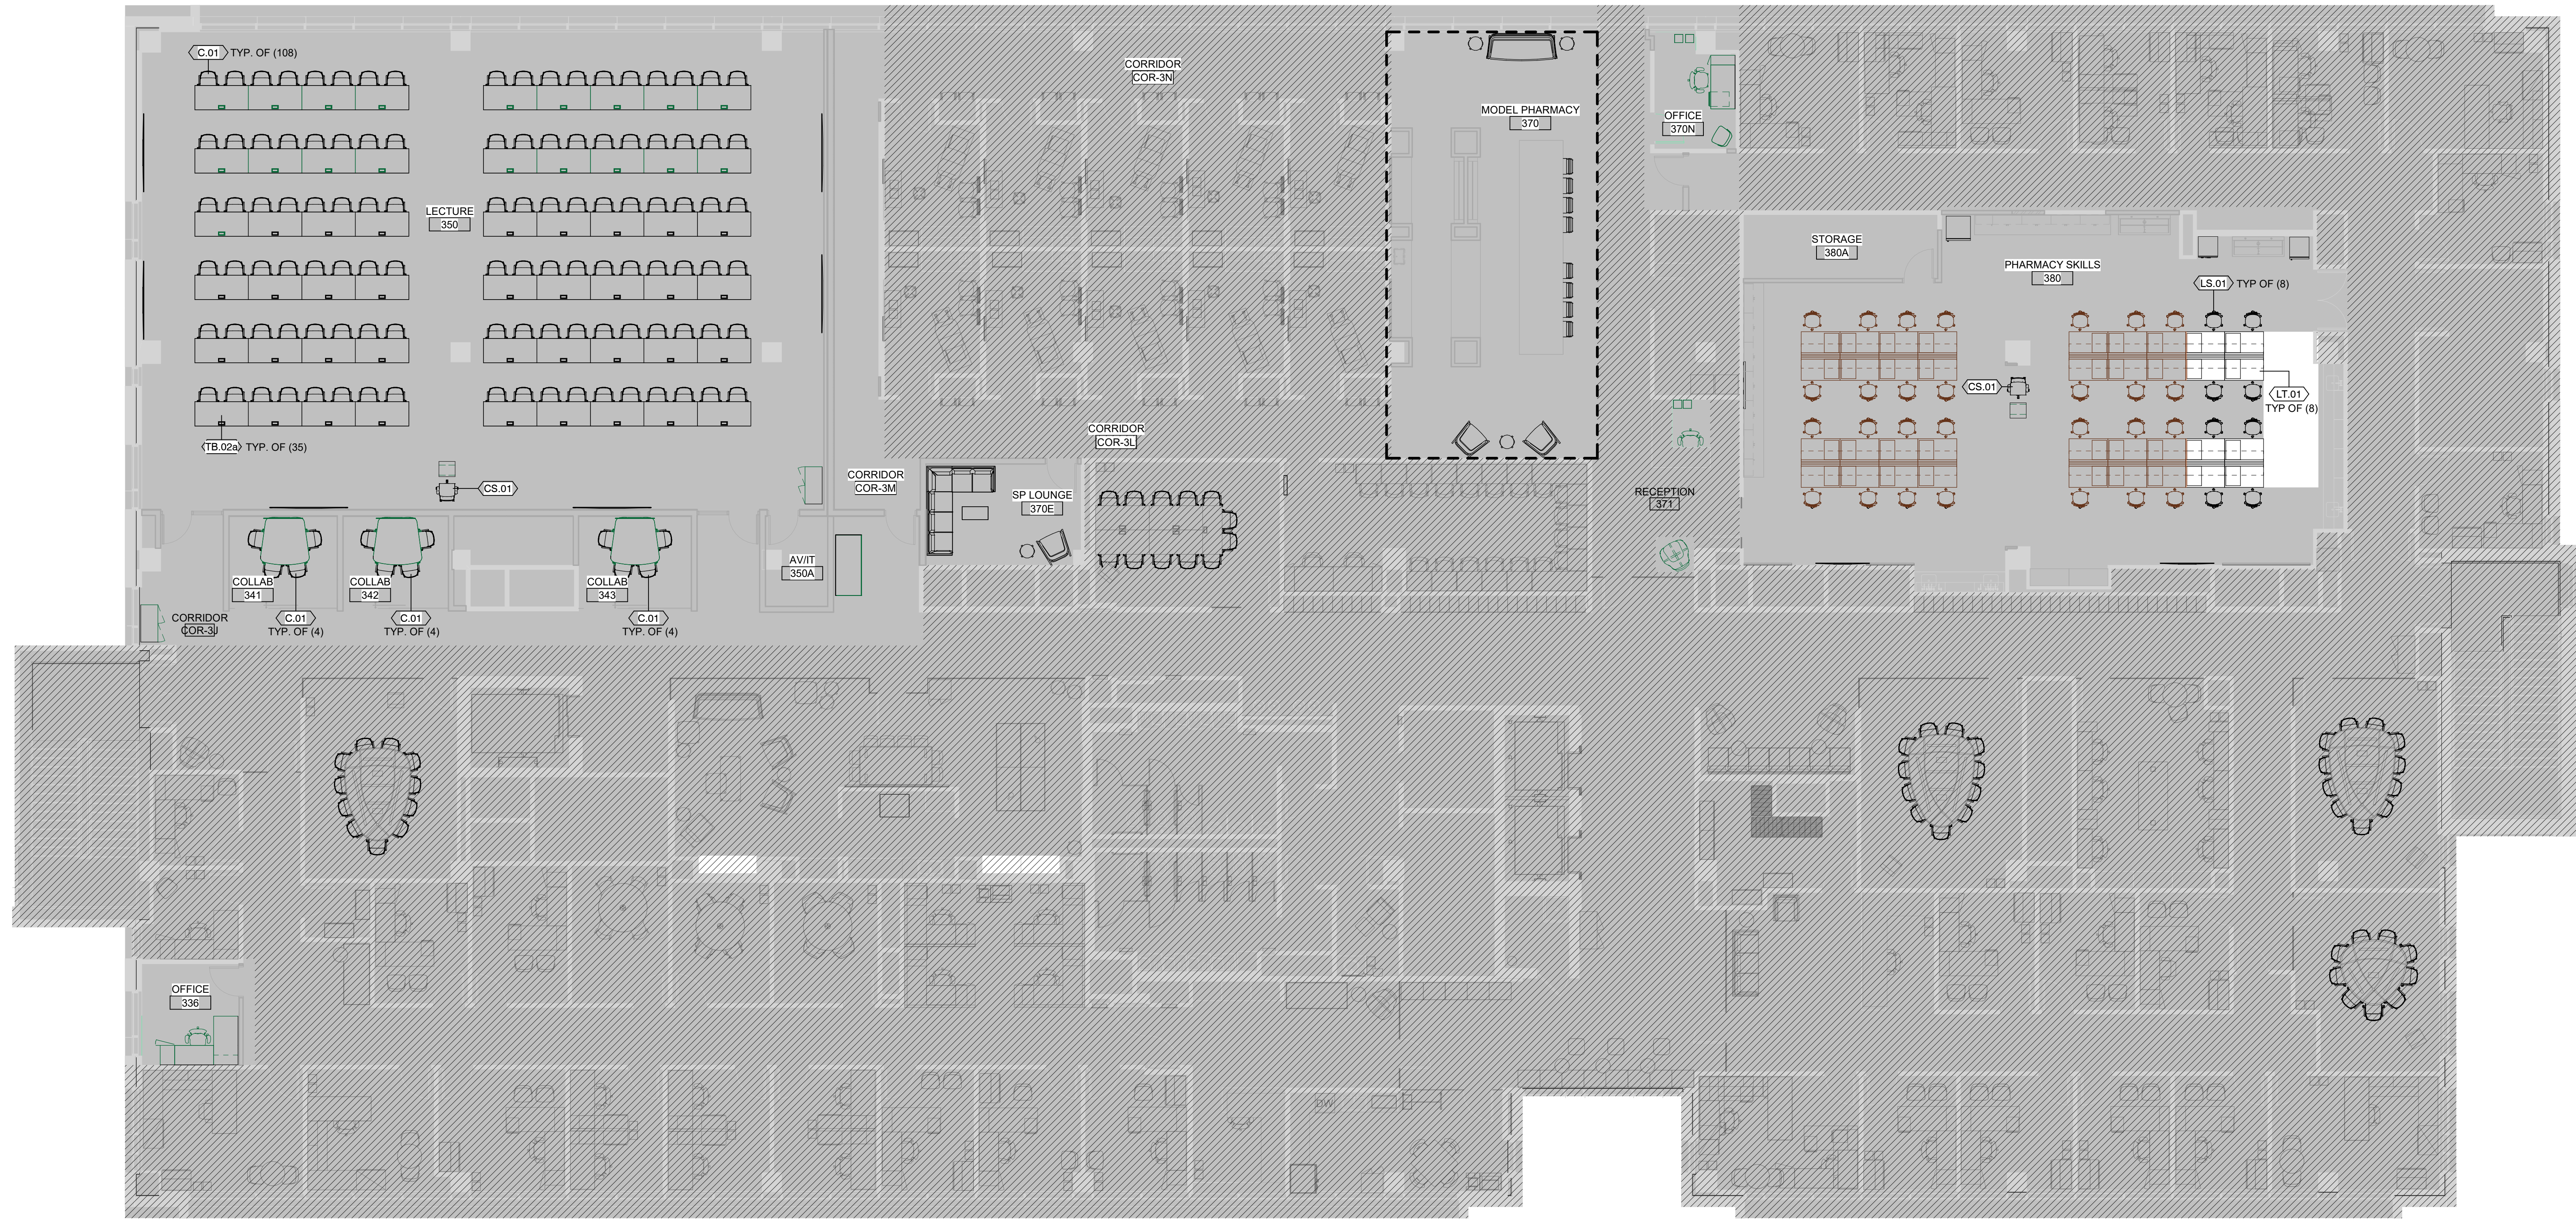 C.01 TYP. OF (108)
CORRIDOR
COR-3N
MODEL PHARMACY
370
OFFICE
370N
LECTURE
350
STORAGE
380A
PHARMACY SKILLS
380
LS.01 TYP OF (8)
CS.01
LT.01
TYP OF (8)
CORRIDOR
COR-3L
TB.02a TYP. OF (35)
CS.01
CORRIDOR
COR-3M
SP LOUNGE
370E
RECEPTION
371
AV/IT
350A
COLLAB
341
COLLAB
342
COLLAB
343
CORRIDOR
COR-3J
C.01
TYP. OF (4)
C.01
TYP. OF (4)
C.01
TYP. OF (4)
OFFICE
336
DW